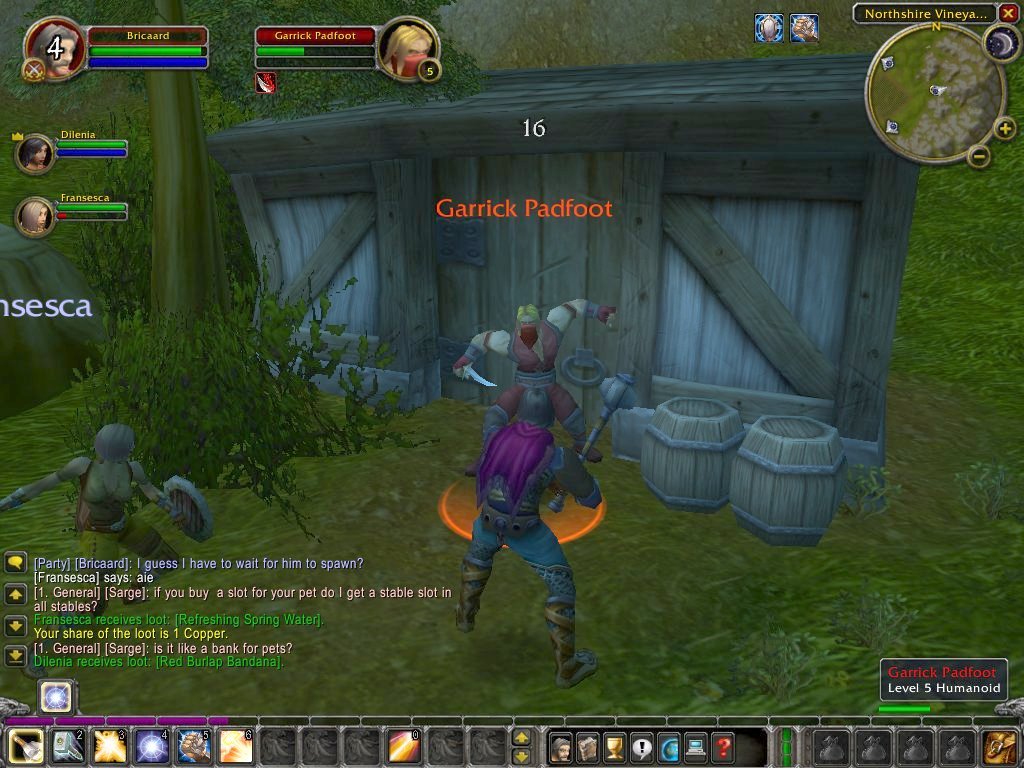 Northshire Vineya...
Bricaard
Garrick Padfoot
4
5
N
16
Dilenia
Garrick Padfoot
Fransesca
nsesca
[Party] [Bricaard]: I guess I have to wait for him to spawn?
[Fransesca] says: aie
[1. General] [Sarge]: if you buy a slot for your pet do I get a stable slot in
all stables?
Fransesca receives loot: [Refreshing Spring Water].
Your share of the loot is 1 Copper.
[1. General] [Sarge]: is it like a bank for pets?
Dilenia receives loot: [Red Burlap Bandana].
Garrick Padfoot
Level 5 Humanoid
2 3 4 5 6 0